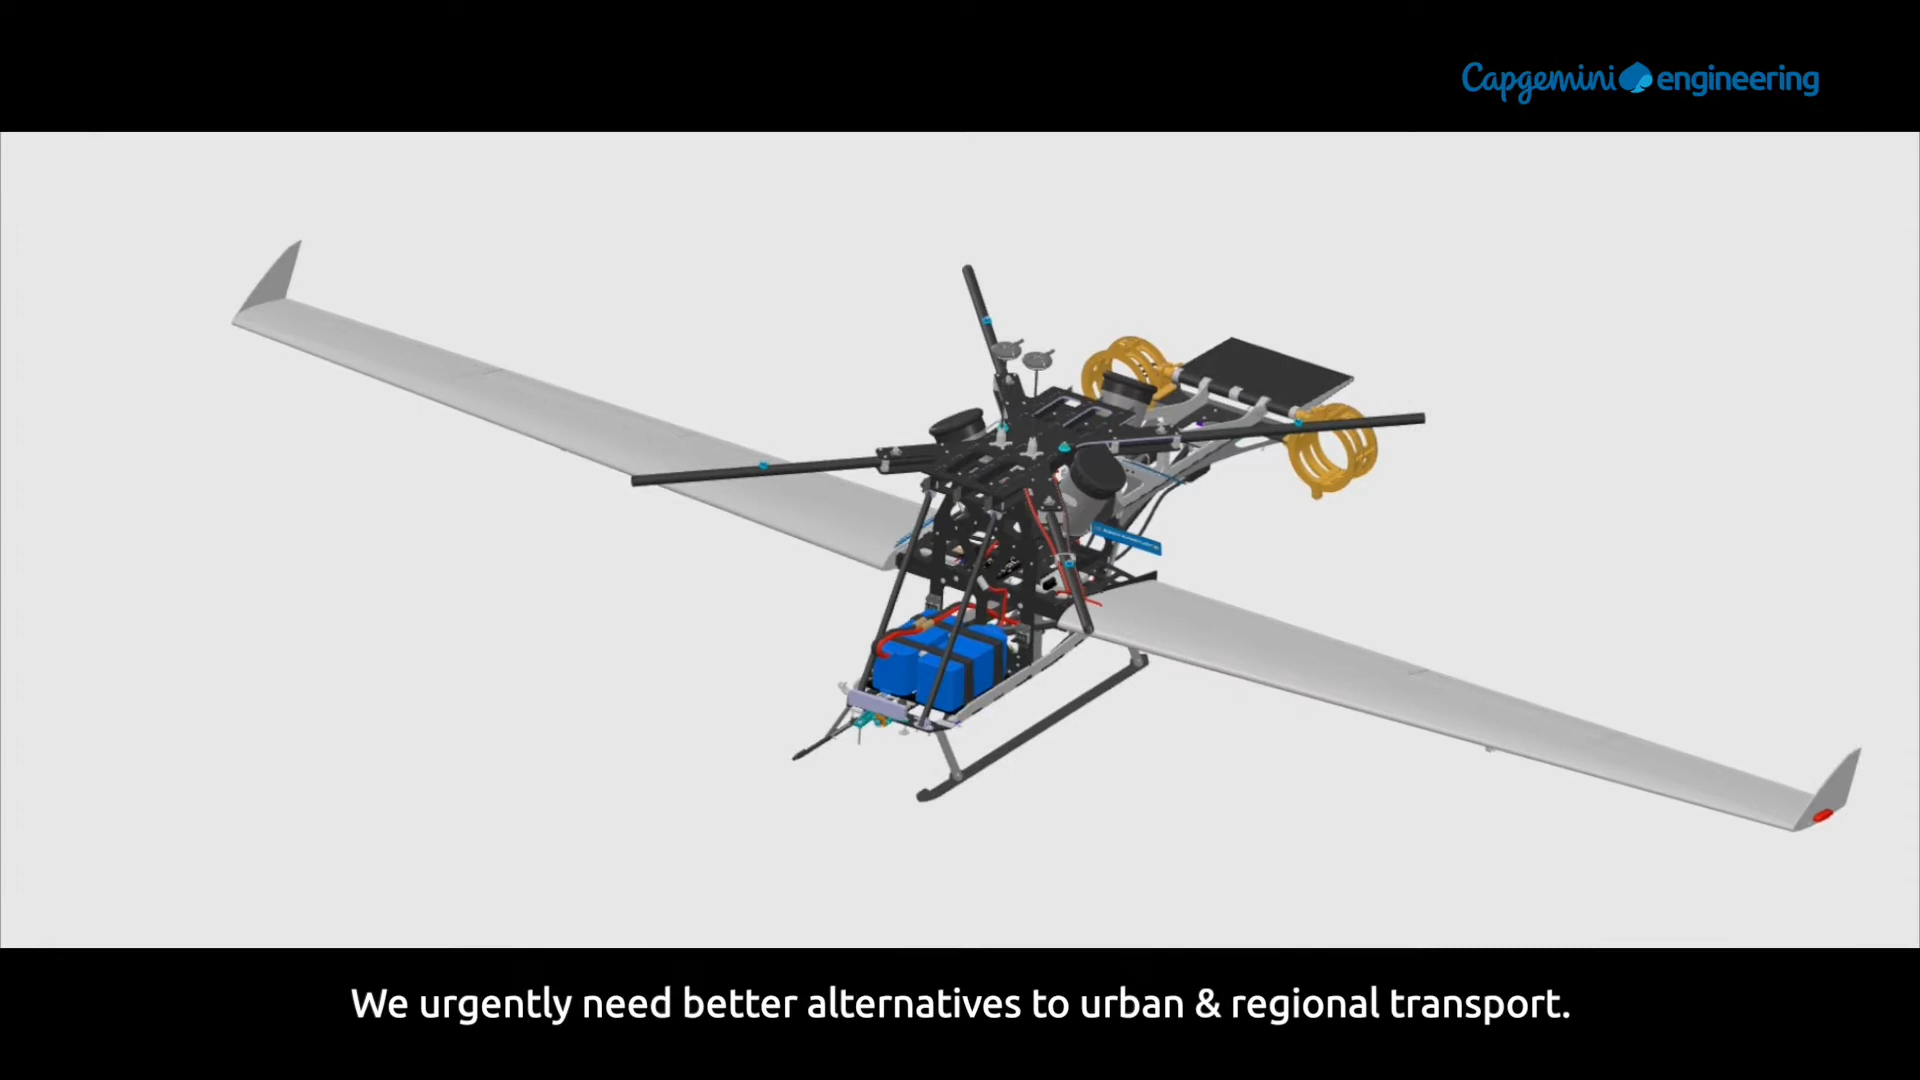 Capgemini engineering
We urgently need better alternatives to urban & regional transport.